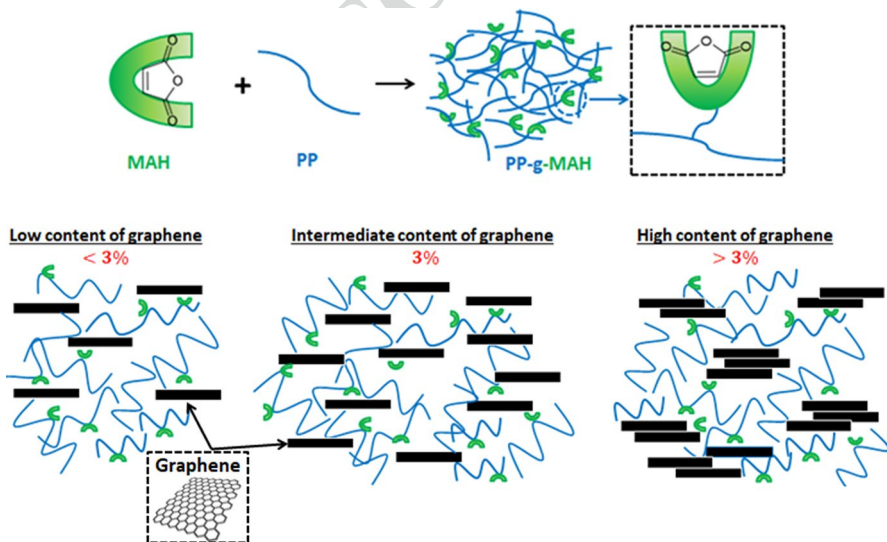 O
O
O
+
MAH
PP
PP-g-MAH
O
O
O
Low content of graphene
< 3%
Intermediate content of graphene
3%
High content of graphene
> 3%
Graphene